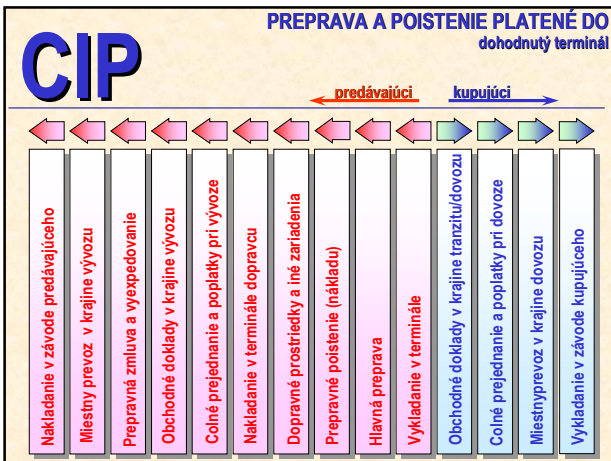 PREPRAVA A POISTENIE PLATENÉ DO
dohodnutý terminál
CIP
predávajúci
kupujúci
Nakladanie v závode predávajúceho
Miestny prevoz v krajine vývozu
Prepravná zmluva a vyexpedovanie
Obchodné doklady v krajine vývozu
Colné prejednanie a poplatky pri vývoze
Nakladanie v terminále dopravcu
Dopravné prostriedky a iné zariadenia
Prepravné poistenie (nákladu)
Hlavná preprava
Vykladanie v terminále
Obchodné doklady v krajine tranzitu/dovozu
Colné prejednanie a poplatky pri dovoze
Miestnyprevoz v krajine dovozu
Vykladanie v závode kupujúceho